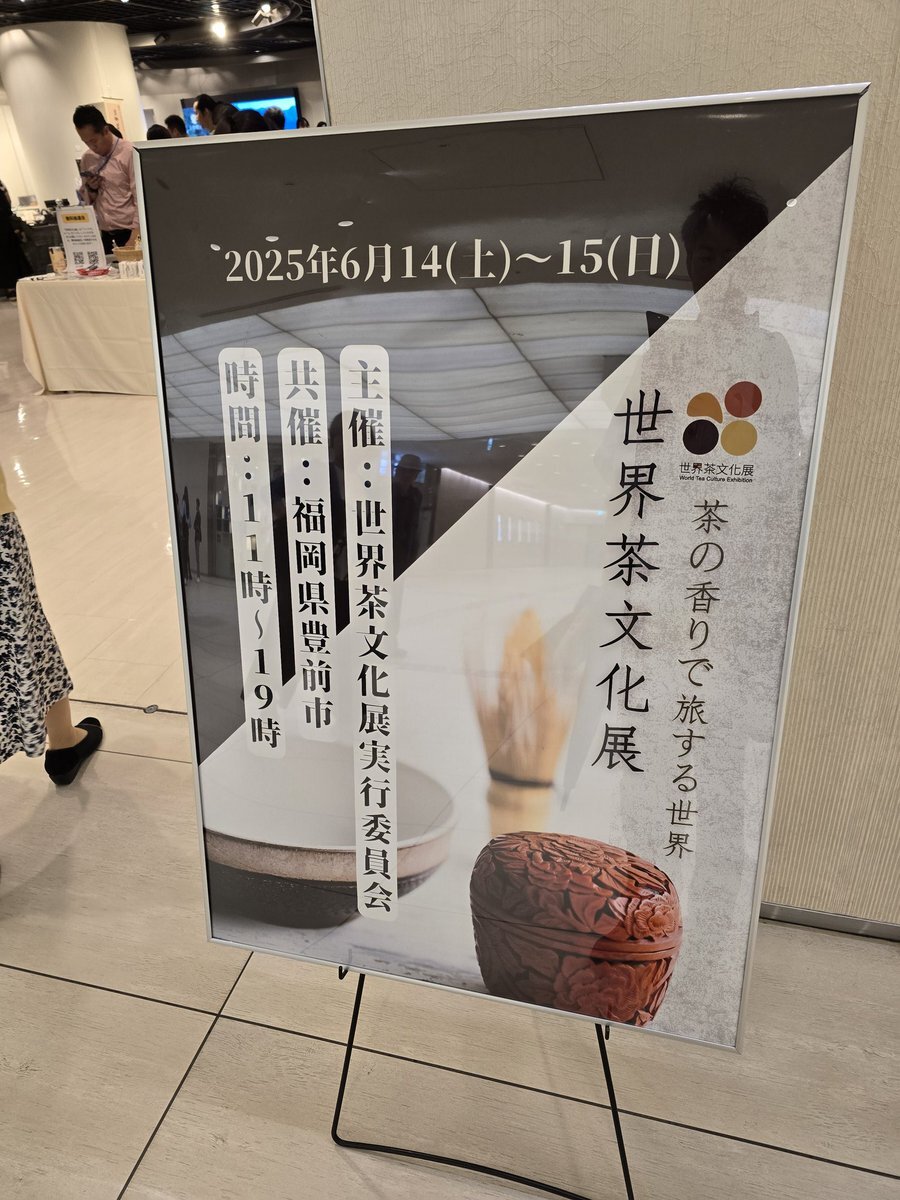 2025年6月14(土)～15(日)
世界茶文化展
World Tea Culture Exhibition
茶の香りで旅する世界
世界茶文化展
主催：世界茶文化展実行委員会
共催：福岡県豊前市
時間：11時～19時